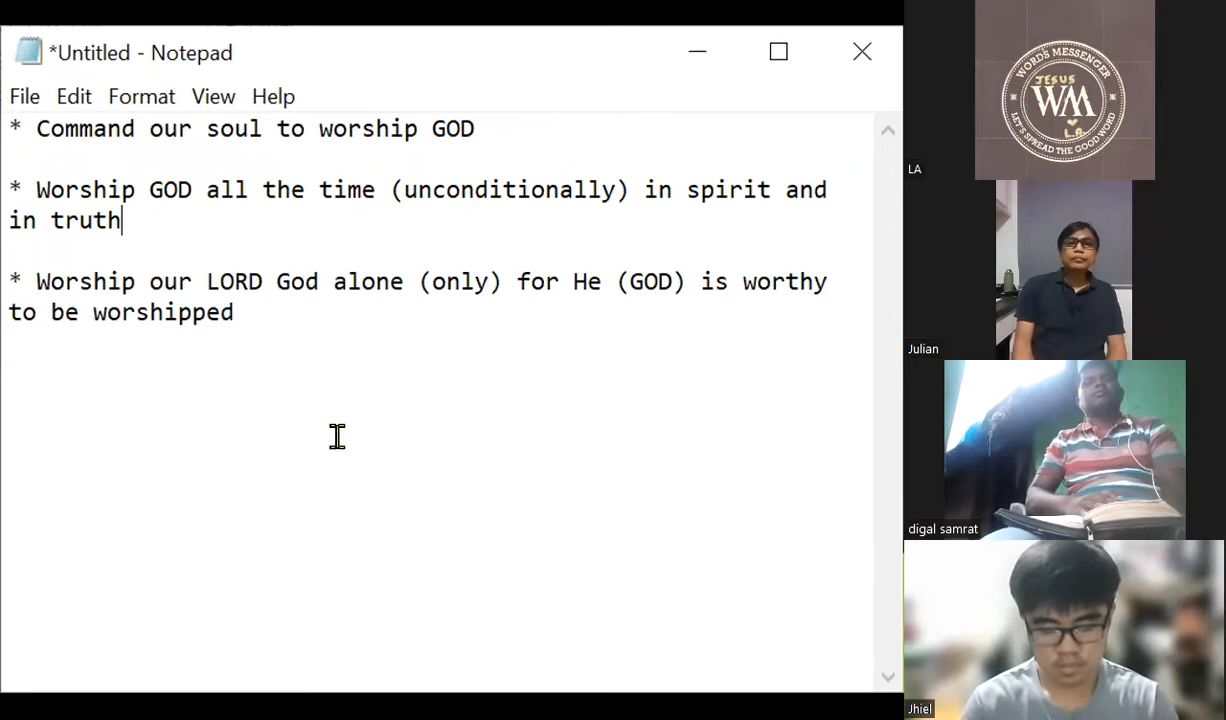 *Untitled - Notepad
File Edit Format View Help
* Command our soul to worship GOD
* Worship GOD all the time (unconditionally) in spirit and
in truth
* Worship our LORD God alone (only) for He (GOD) is worthy
to be worshipped
WORD'S MESSENGER
JESUS
WM
L.A.
LET'S SPREAD THE GOOD WORD
LA
Julian
digal samrat
Jhiel